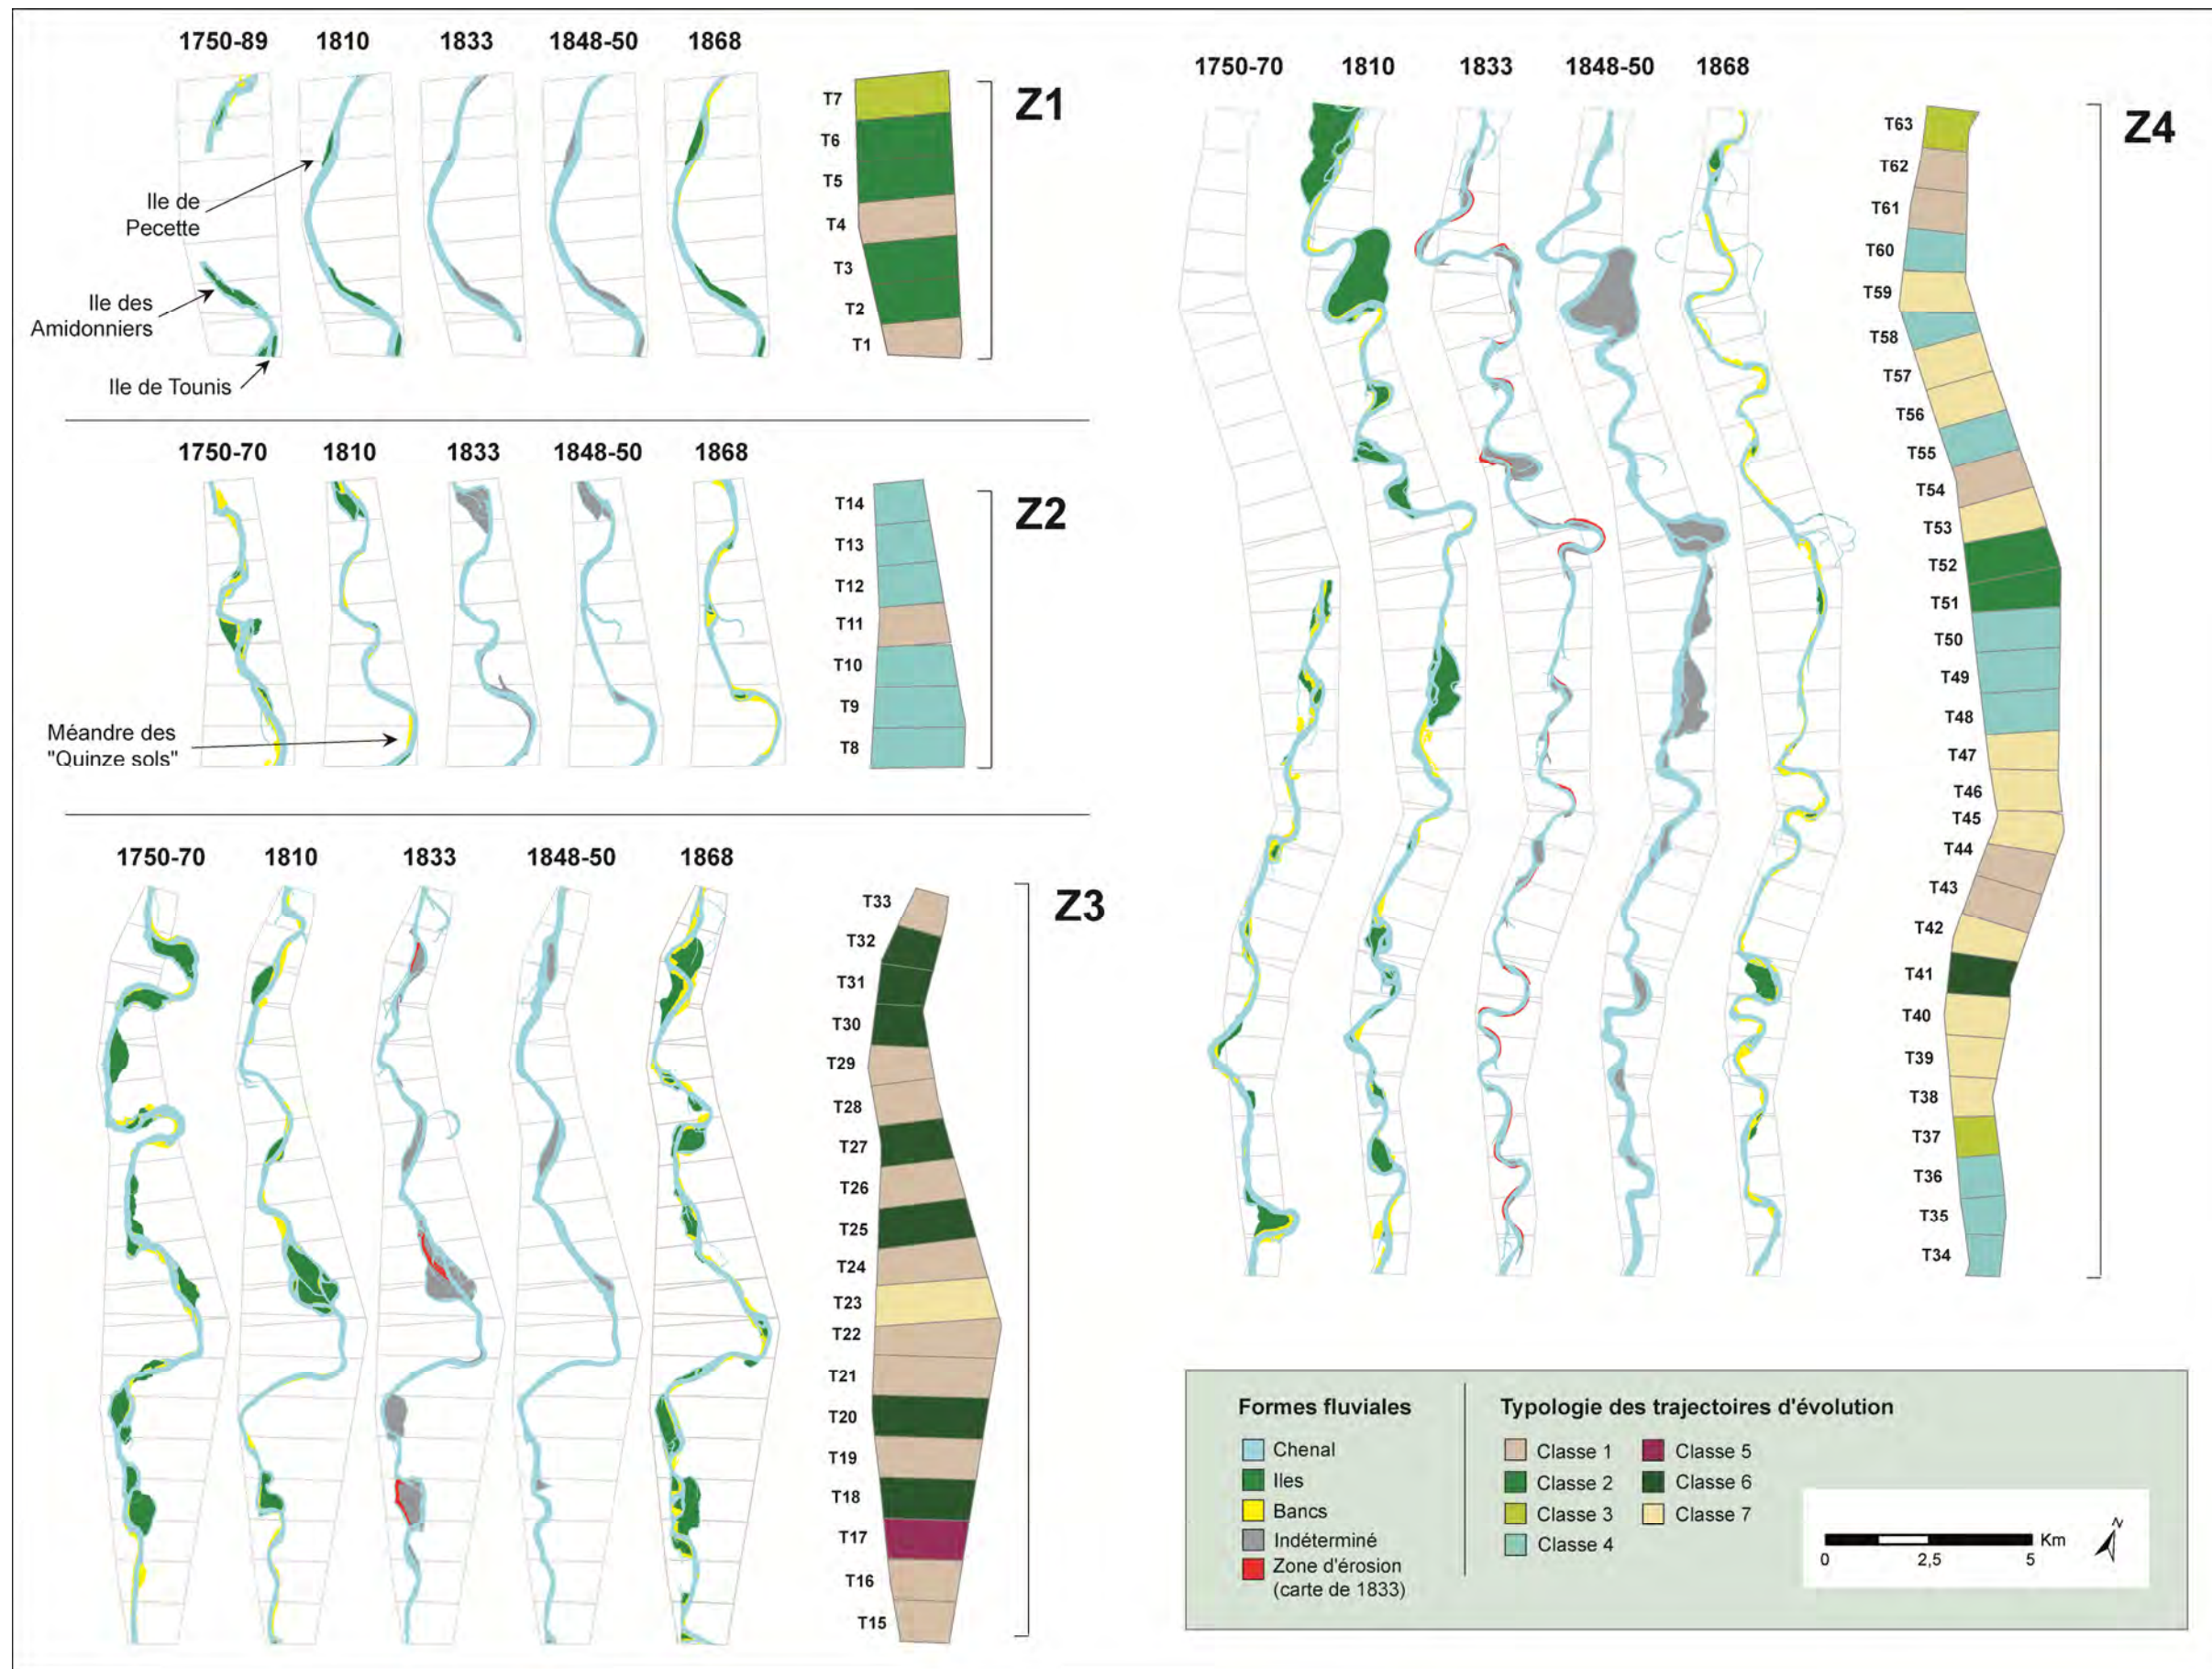 1750-89 1810 1833 1848-50 1868
Z1
T7
T6
T5
T4
T3
T2
T1
Ile de
Pecette
Ile des
Amidonniers
Ile de Tounis
1750-70 1810 1833 1848-50 1868
Z2
T14
T13
T12
T11
T10
T9
T8
Méandre des
"Quinze sols"
1750-70 1810 1833 1848-50 1868
Z3
T33
T32
T31
T30
T29
T28
T27
T26
T25
T24
T23
T22
T21
T20
T19
T18
T17
T16
T15
1750-70 1810 1833 1848-50 1868
Z4
T63
T62
T61
T60
T59
T58
T57
T56
T55
T54
T53
T52
T51
T50
T49
T48
T47
T46
T45
T44
T43
T42
T41
T40
T39
T38
T37
T36
T35
T34
Formes fluviales
Chenal
Iles
Bancs
Indéterminé
Zone d'érosion
(carte de 1833)
Typologie des trajectoires d'évolution
Classe 1
Classe 2
Classe 3
Classe 4
Classe 5
Classe 6
Classe 7
Km
0 2,5 5
N